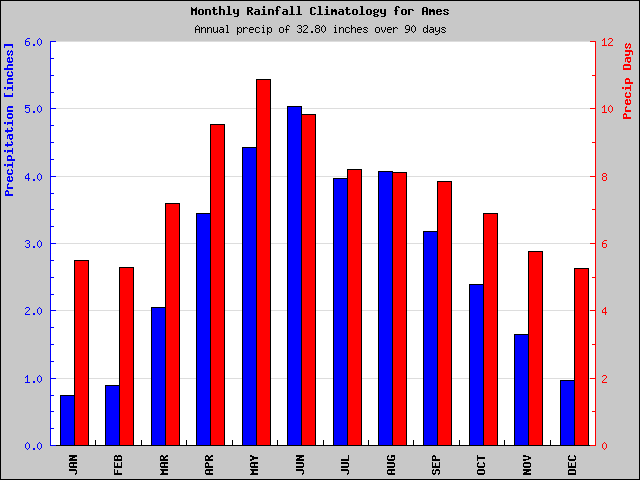 Monthly Rainfall Climatology for Ames
Annual precip of 32.80 inches over 90 days
Precipitation [inches]
6.0
5.0
4.0
3.0
2.0
1.0
0.0
Precip Days
12
10
8
6
4
2
0
JAN FEB MAR APR MAY JUN JUL AUG SEP OCT NOV DEC